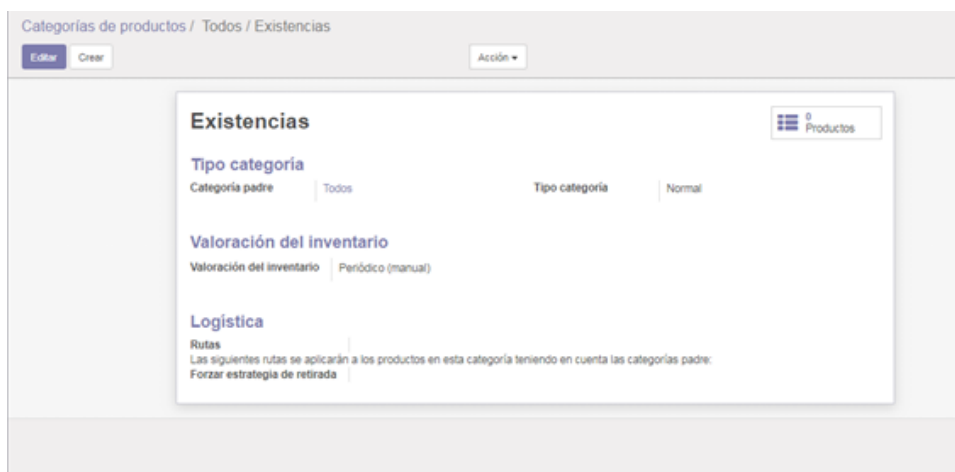 Categorías de productos / Todos / Existencias
Editar Crear Acción
Existencias
0
Productos
Tipo categoría
Categoría padre Todos Tipo categoría Normal
Valoración del inventario
Valoración del inventario Periódico (manual)
Logística
Rutas
Las siguientes rutas se aplicarán a los productos en esta categoría teniendo en cuenta las categorías padre:
Forzar estrategia de retirada